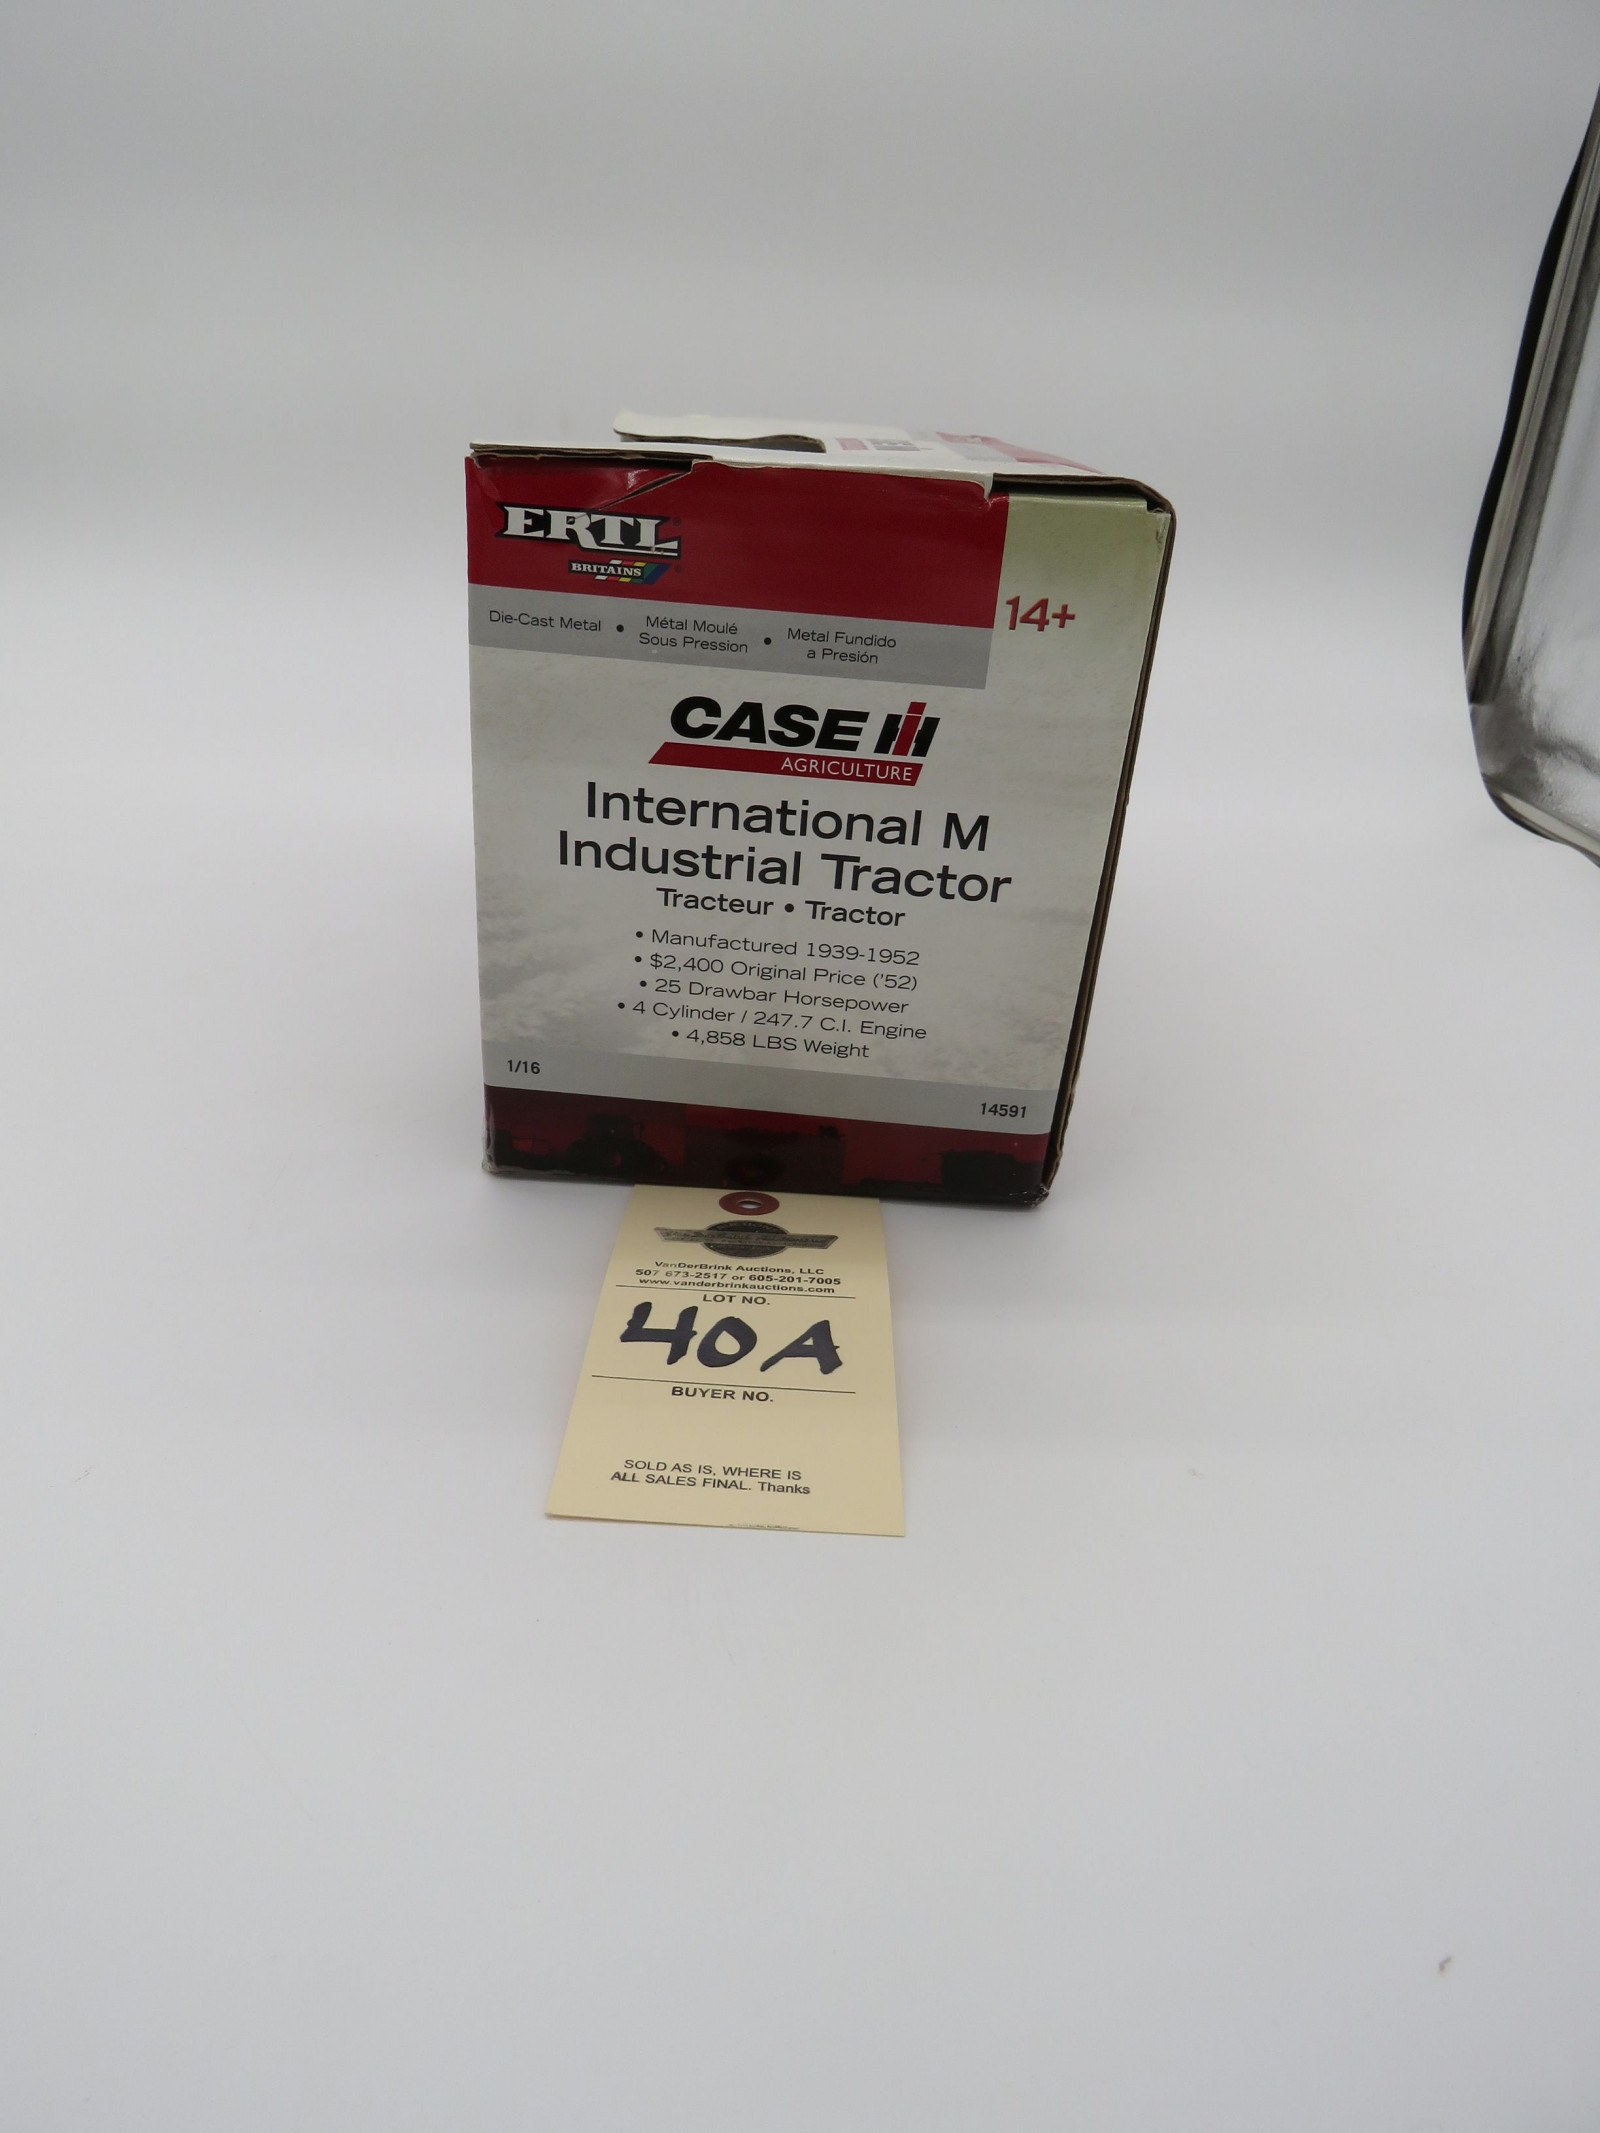 ERTL
BRITAINS
Die-Cast Metal • Métal Moulé Sous Pression • Metal Fundido a Presión
14+
CASE IH
AGRICULTURE
International M
Industrial Tractor
Tracteur • Tractor
• Manufactured 1939-1952
• $2,400 Original Price ('52)
• 25 Drawbar Horsepower
• 4 Cylinder / 247.7 C.I. Engine
• 4,858 LBS Weight
1/16
14591
VanDerBrink Auctions, LLC
507 673-2517 or 605-201-7005
www.vanderbrinkauctions.com
LOT NO.
40A
BUYER NO.
SOLD AS IS, WHERE IS
ALL SALES FINAL. Thanks